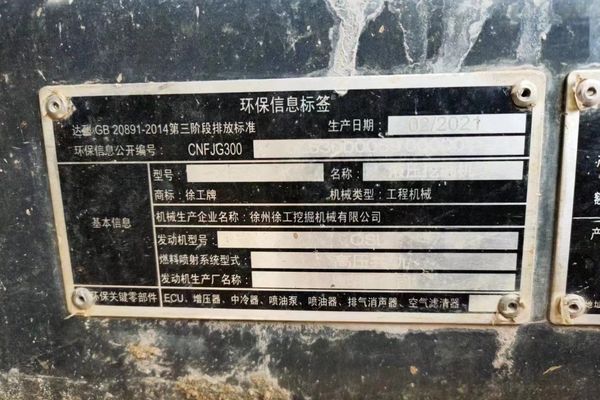 环保信息标签
达到GB 20891-2014第三阶段排放标准 生产日期: 02/2021
环保信息公开编号: CNFJG300
基本信息
型号: 名称:
商标:徐工牌 机械类型:工程机械
机械生产企业名称:徐州徐工挖掘机械有限公司
发动机型号: QSL
燃料喷射系统型式:
发动机生产厂名称:
环保关键零部件 ECU、增压器、中冷器、喷油泵、喷油器、排气消声器、空气滤清器